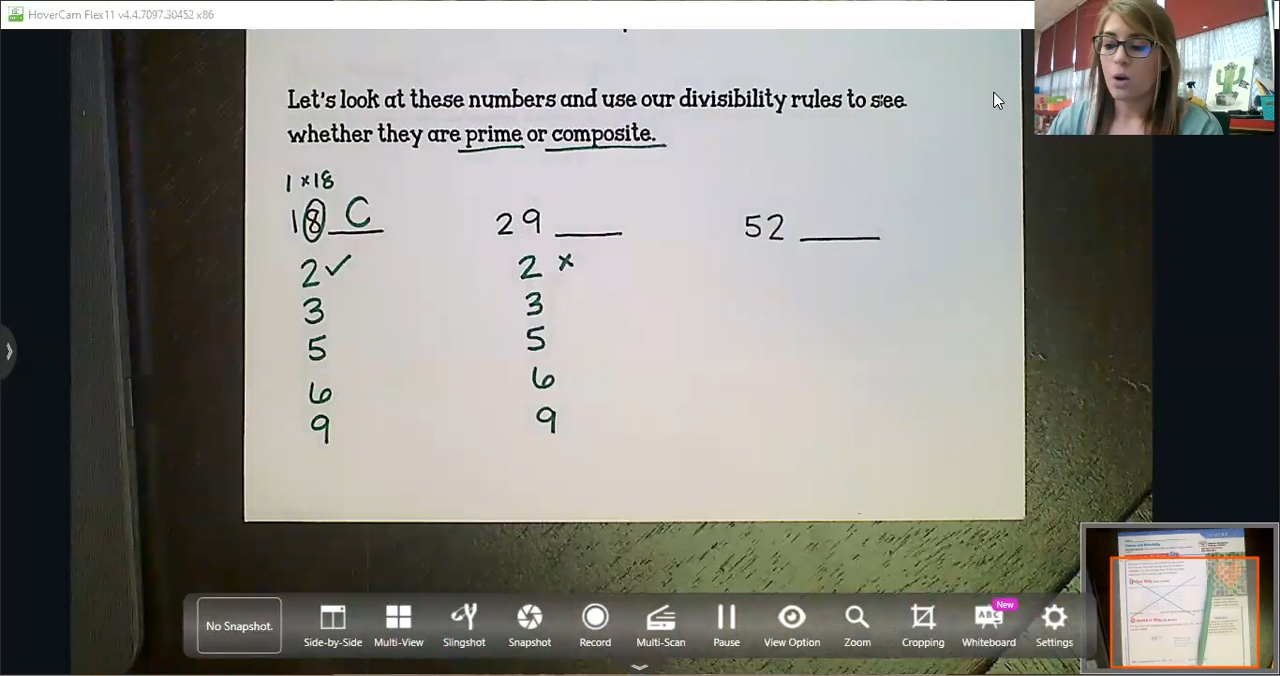 HoverCam Flex11 v4.4.7097.30452 x86
Let's look at these numbers and use our divisibility rules to see
whether they are prime or composite.
1 × 18
18 C
2 ✓
3
5
6
9
29 ____
2 ×
3
5
6
9
52 ____
No Snapshot.
Side-by-Side
Multi-View
Slingshot
Snapshot
Record
Multi-Scan
Pause
View Option
Zoom
Cropping
New
ABC
Whiteboard
Settings